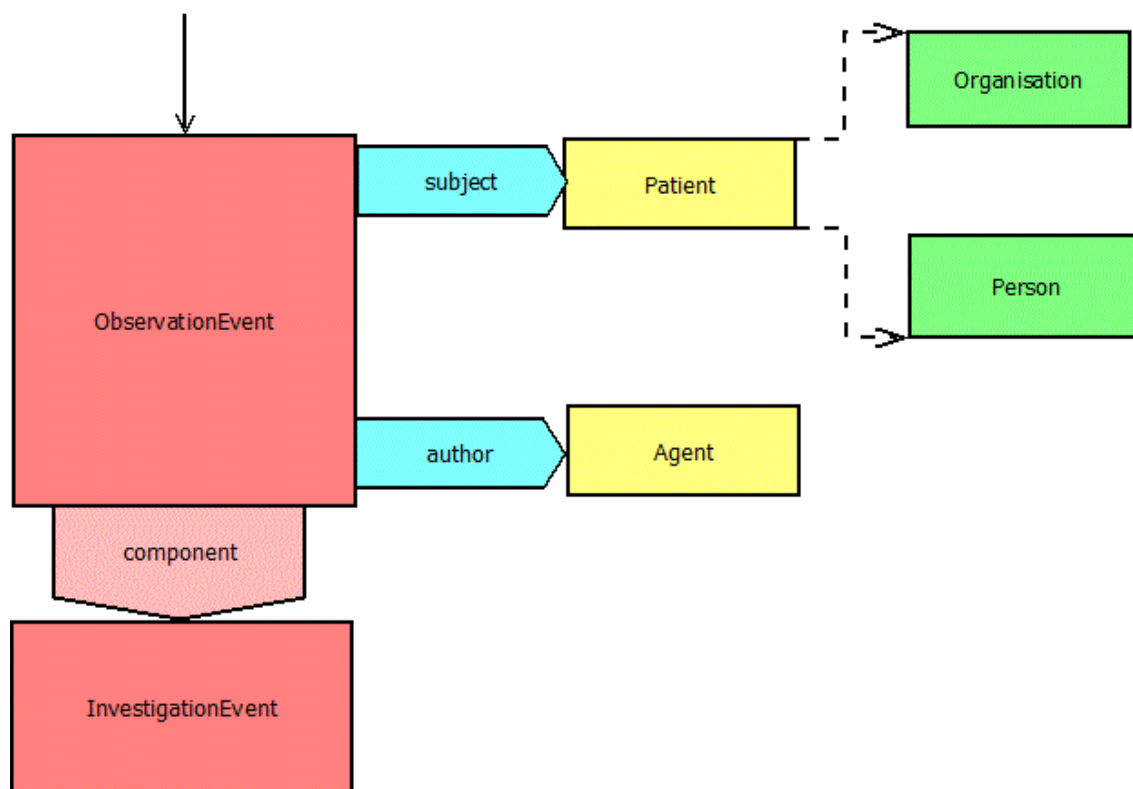 Organisation
subject
Patient
Person
ObservationEvent
author
Agent
component
InvestigationEvent